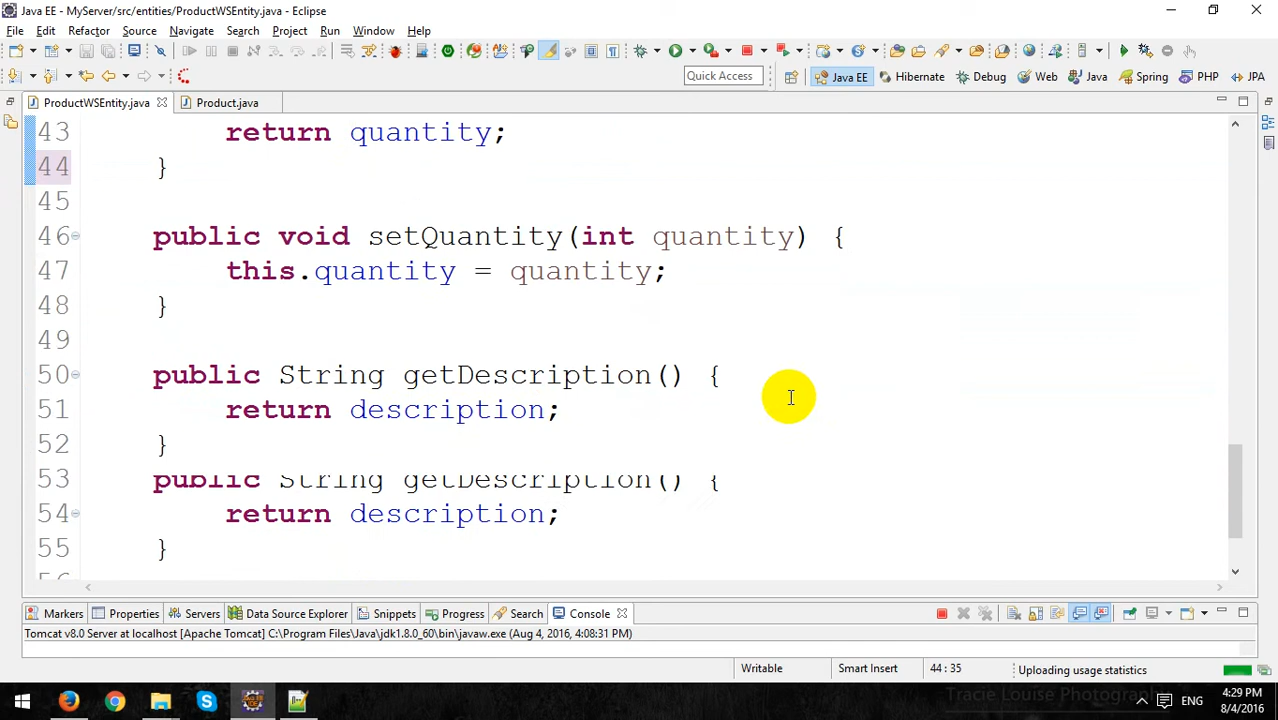 Java EE - MyServer/src/entities/ProductWSEntity.java - Eclipse
File Edit Refactor Source Navigate Search Project Run Window Help
Quick Access Java EE Hibernate Debug Web Java Spring PHP JPA
ProductWSEntity.java Product.java
43 return quantity;
44 }
45
46 public void setQuantity(int quantity) {
47 this.quantity = quantity;
48 }
49
50 public String getDescription() {
51 return description;
52 }
53 public String getDescription() {
54 return description;
55 }
Markers Properties Servers Data Source Explorer Snippets Progress Search Console
Tomcat v8.0 Server at localhost [Apache Tomcat] C:\Program Files\Java\jdk1.8.0_60\bin\javaw.exe (Aug 4, 2016, 4:08:31 PM)
Writable Smart Insert 44 : 35 Uploading usage statistics
Tracie Louise Photography
ENG 4:29 PM
8/4/2016